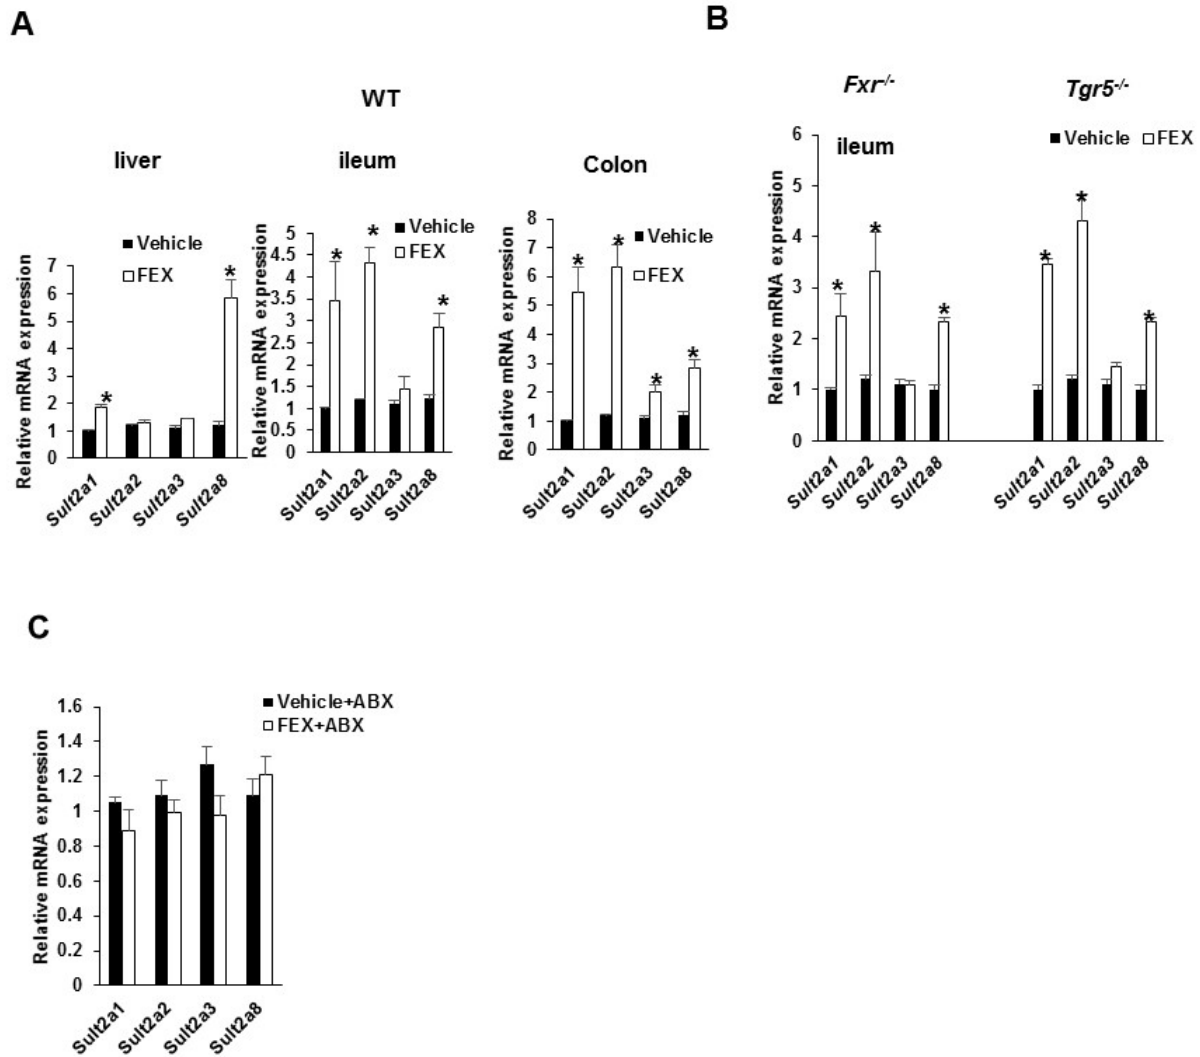 A
WT
liver
Vehicle
FEX
*
*
Relative mRNA expression
7
6
5
4
3
2
1
0
Sult2a1
Sult2a2
Sult2a3
Sult2a8
ileum
Vehicle
FEX
*
*
*
Relative mRNA expression
5
4.5
4
3.5
3
2.5
2
1.5
1
0.5
0
Sult2a1
Sult2a2
Sult2a3
Sult2a8
Colon
Vehicle
FEX
*
*
*
*
Relative mRNA expression
8
7
6
5
4
3
2
1
0
Sult2a1
Sult2a2
Sult2a3
Sult2a8
B
Fxr-/-
Tgr5-/-
ileum
Vehicle FEX
*
*
*
*
*
*
Relative mRNA expression
6
5
4
3
2
1
0
Sult2a1
Sult2a2
Sult2a3
Sult2a8
Sult2a1
Sult2a2
Sult2a3
Sult2a8
C
Vehicle+ABX
FEX+ABX
Relative mRNA expression
1.6
1.4
1.2
1
0.8
0.6
0.4
0.2
0
Sult2a1
Sult2a2
Sult2a3
Sult2a8